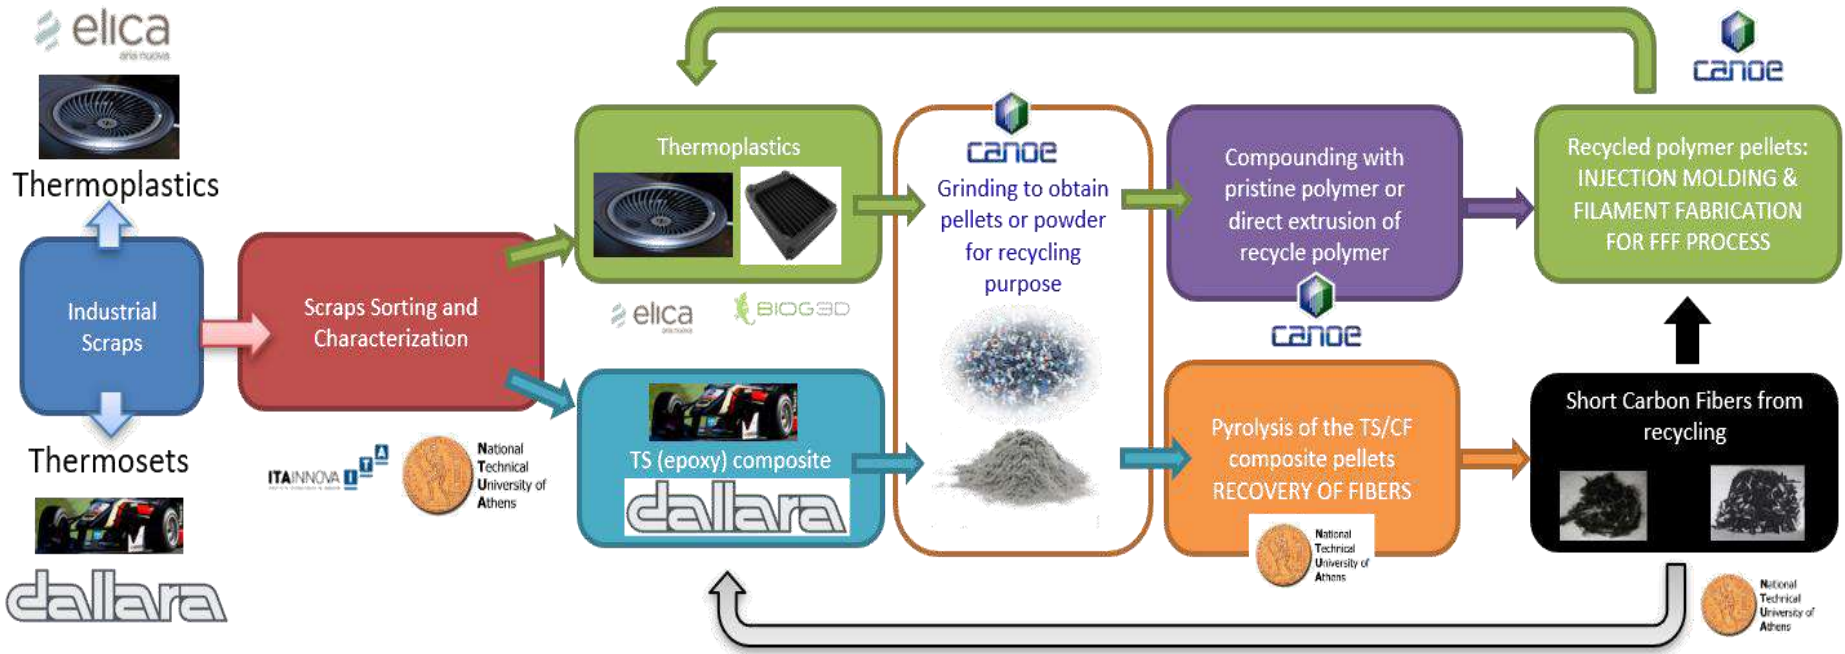 elica
aria nuova
Thermoplastics
Industrial
Scraps
Thermosets
dallara
Scraps Sorting and
Characterization
ITAINNOVA ITA
National
Technical
University of
Athens
Thermoplastics
elica
aria nuova
BIOG3D
TS (epoxy) composite
dallara
canoe
Grinding to obtain
pellets or powder
for recycling
purpose
Compounding with
pristine polymer or
direct extrusion of
recycle polymer
canoe
Pyrolysis of the TS/CF
composite pellets
RECOVERY OF FIBERS
National
Technical
University of
Athens
canoe
Recycled polymer pellets:
INJECTION MOLDING &
FILAMENT FABRICATION
FOR FFF PROCESS
Short Carbon Fibers from
recycling
National
Technical
University of
Athens